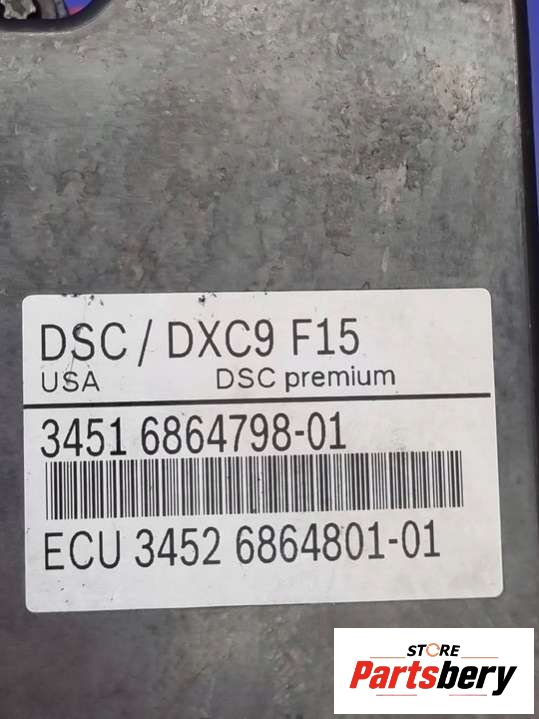 DSC / DXC9 F15
USA DSC premium
3451 6864798-01
ECU 3452 6864801-01
STORE
Partsbery